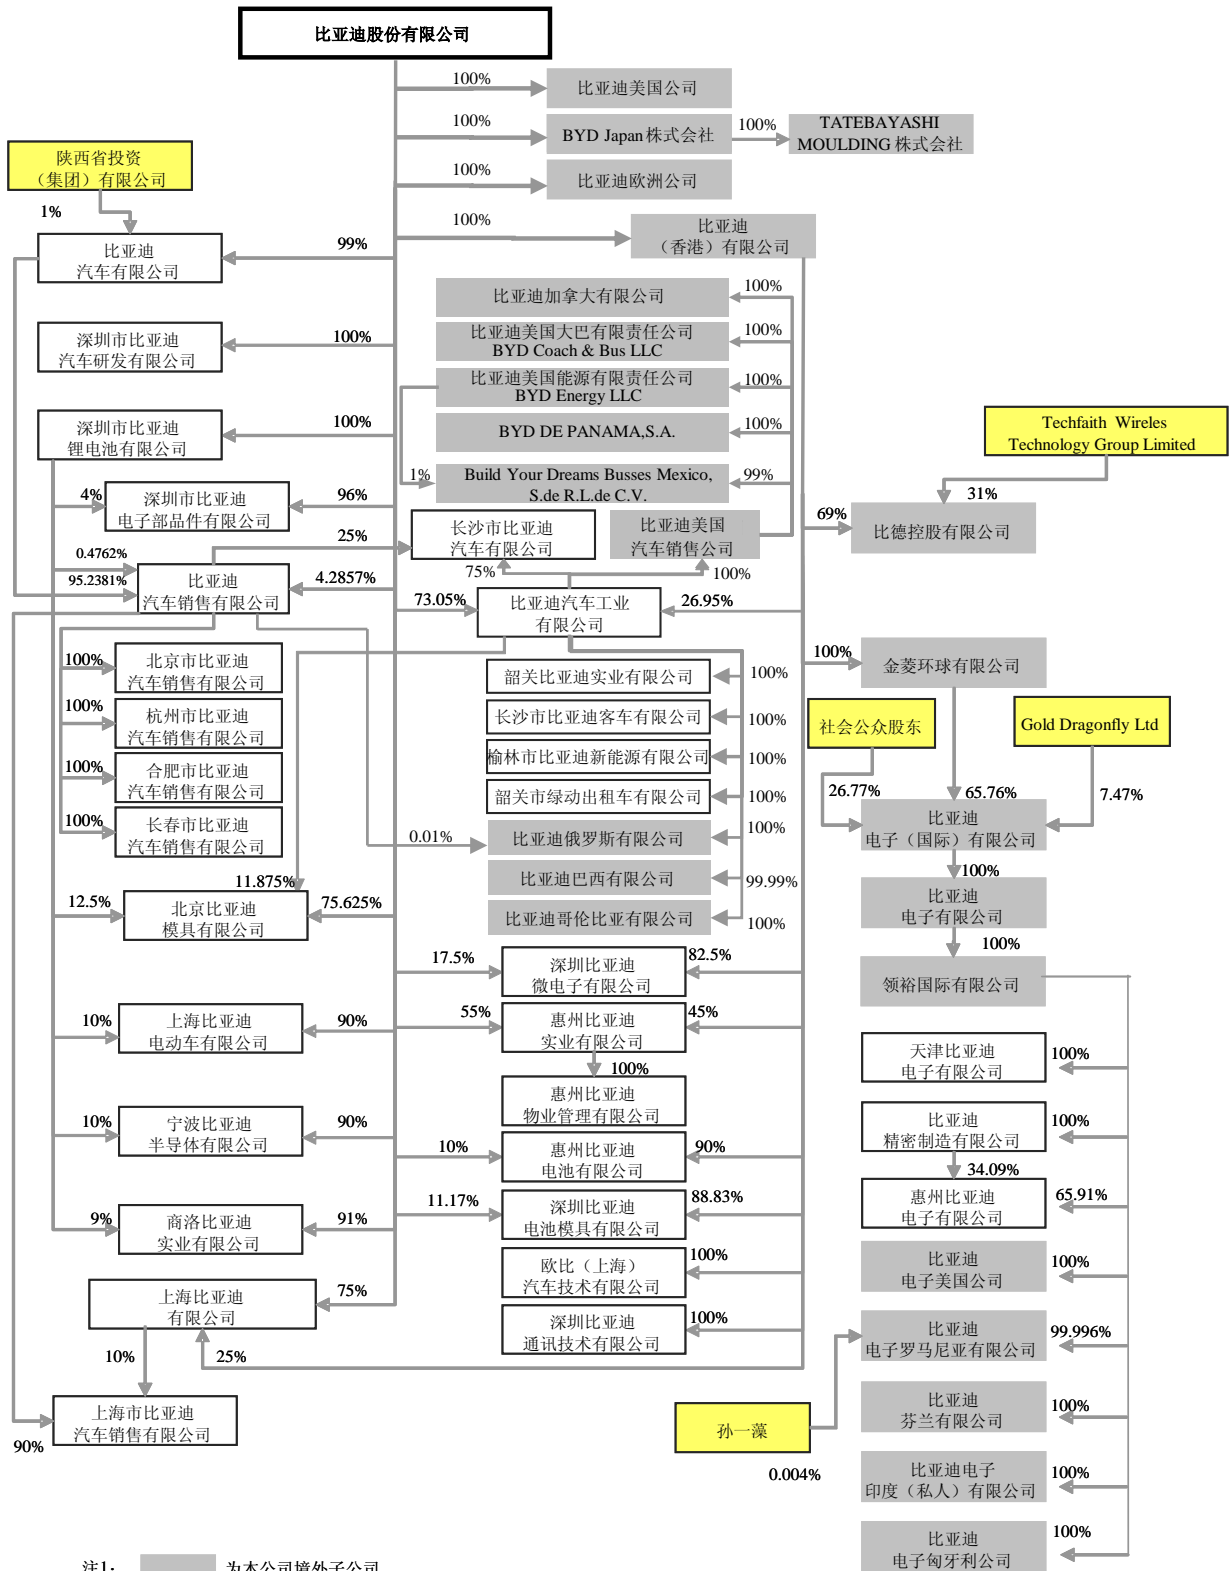 比亚迪股份有限公司
100%
比亚迪美国公司
100%
BYD Japan 株式会社
100%
TATEBAYASHI
MOULDING 株式会社
陕西省投资
（集团）有限公司
100%
比亚迪欧洲公司
1%
100%
比亚迪
（香港）有限公司
比亚迪
汽车有限公司
99%
比亚迪加拿大有限公司
100%
深圳市比亚迪
汽车研发有限公司
100%
比亚迪美国大巴有限责任公司
BYD Coach & Bus LLC
100%
比亚迪美国能源有限责任公司
BYD Energy LLC
100%
深圳市比亚迪
锂电池有限公司
100%
BYD DE PANAMA,S.A.
100%
Techfaith Wireles
Technology Group Limited
1%
Build Your Dreams Busses Mexico,
S.de R.L.de C.V.
99%
4%
深圳市比亚迪
电子部品件有限公司
96%
31%
69%
比德控股有限公司
25%
长沙市比亚迪
汽车有限公司
比亚迪美国
汽车销售公司
75%
100%
0.4762%
95.2381%
比亚迪
汽车销售有限公司
4.2857%
73.05%
比亚迪汽车工业
有限公司
26.95%
100%
北京市比亚迪
汽车销售有限公司
韶关比亚迪实业有限公司
100%
100%
金菱环球有限公司
100%
杭州市比亚迪
汽车销售有限公司
长沙市比亚迪客车有限公司
100%
社会公众股东
Gold Dragonfly Ltd
100%
合肥市比亚迪
汽车销售有限公司
榆林市比亚迪新能源有限公司
100%
韶关市绿动出租车有限公司
100%
26.77%
65.76%
7.47%
100%
长春市比亚迪
汽车销售有限公司
0.01%
比亚迪俄罗斯有限公司
100%
比亚迪
电子（国际）有限公司
100%
比亚迪巴西有限公司
99.99%
比亚迪
电子有限公司
11.875%
12.5%
北京比亚迪
模具有限公司
75.625%
比亚迪哥伦比亚有限公司
100%
100%
17.5%
深圳比亚迪
微电子有限公司
82.5%
领裕国际有限公司
10%
上海比亚迪
电动车有限公司
90%
55%
惠州比亚迪
实业有限公司
45%
100%
天津比亚迪
电子有限公司
100%
惠州比亚迪
物业管理有限公司
10%
宁波比亚迪
半导体有限公司
90%
比亚迪
精密制造有限公司
100%
10%
惠州比亚迪
电池有限公司
90%
34.09%
惠州比亚迪
电子有限公司
65.91%
9%
商洛比亚迪
实业有限公司
91%
11.17%
深圳比亚迪
电池模具有限公司
88.83%
欧比（上海）
汽车技术有限公司
100%
比亚迪
电子美国公司
100%
上海比亚迪
有限公司
75%
深圳比亚迪
通讯技术有限公司
100%
比亚迪
电子罗马尼亚有限公司
99.996%
10%
25%
上海市比亚迪
汽车销售有限公司
90%
孙一藻
0.004%
比亚迪
芬兰有限公司
100%
比亚迪电子
印度（私人）有限公司
100%
比亚迪
电子匈牙利公司
100%
注1：
为本公司境外子公司